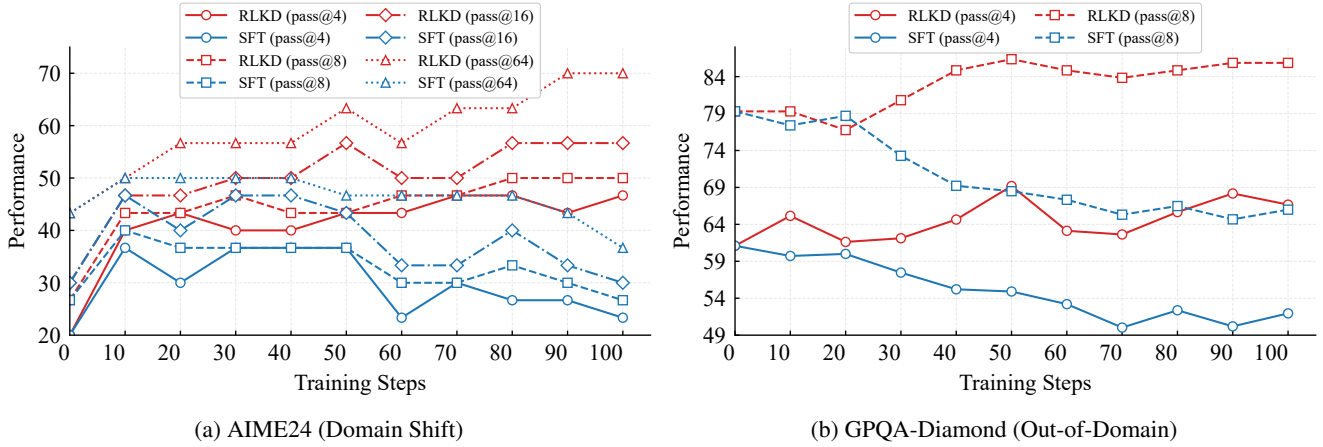 RLKD (pass@4)
SFT (pass@4)
RLKD (pass@8)
SFT (pass@8)
RLKD (pass@16)
SFT (pass@16)
RLKD (pass@64)
SFT (pass@64)
Performance
70
60
50
40
30
20
0 10 20 30 40 50 60 70 80 90 100
Training Steps
(a) AIME24 (Domain Shift)
RLKD (pass@4)
SFT (pass@4)
RLKD (pass@8)
SFT (pass@8)
Performance
84
79
74
69
64
59
54
49
0 10 20 30 40 50 60 70 80 90 100
Training Steps
(b) GPQA-Diamond (Out-of-Domain)